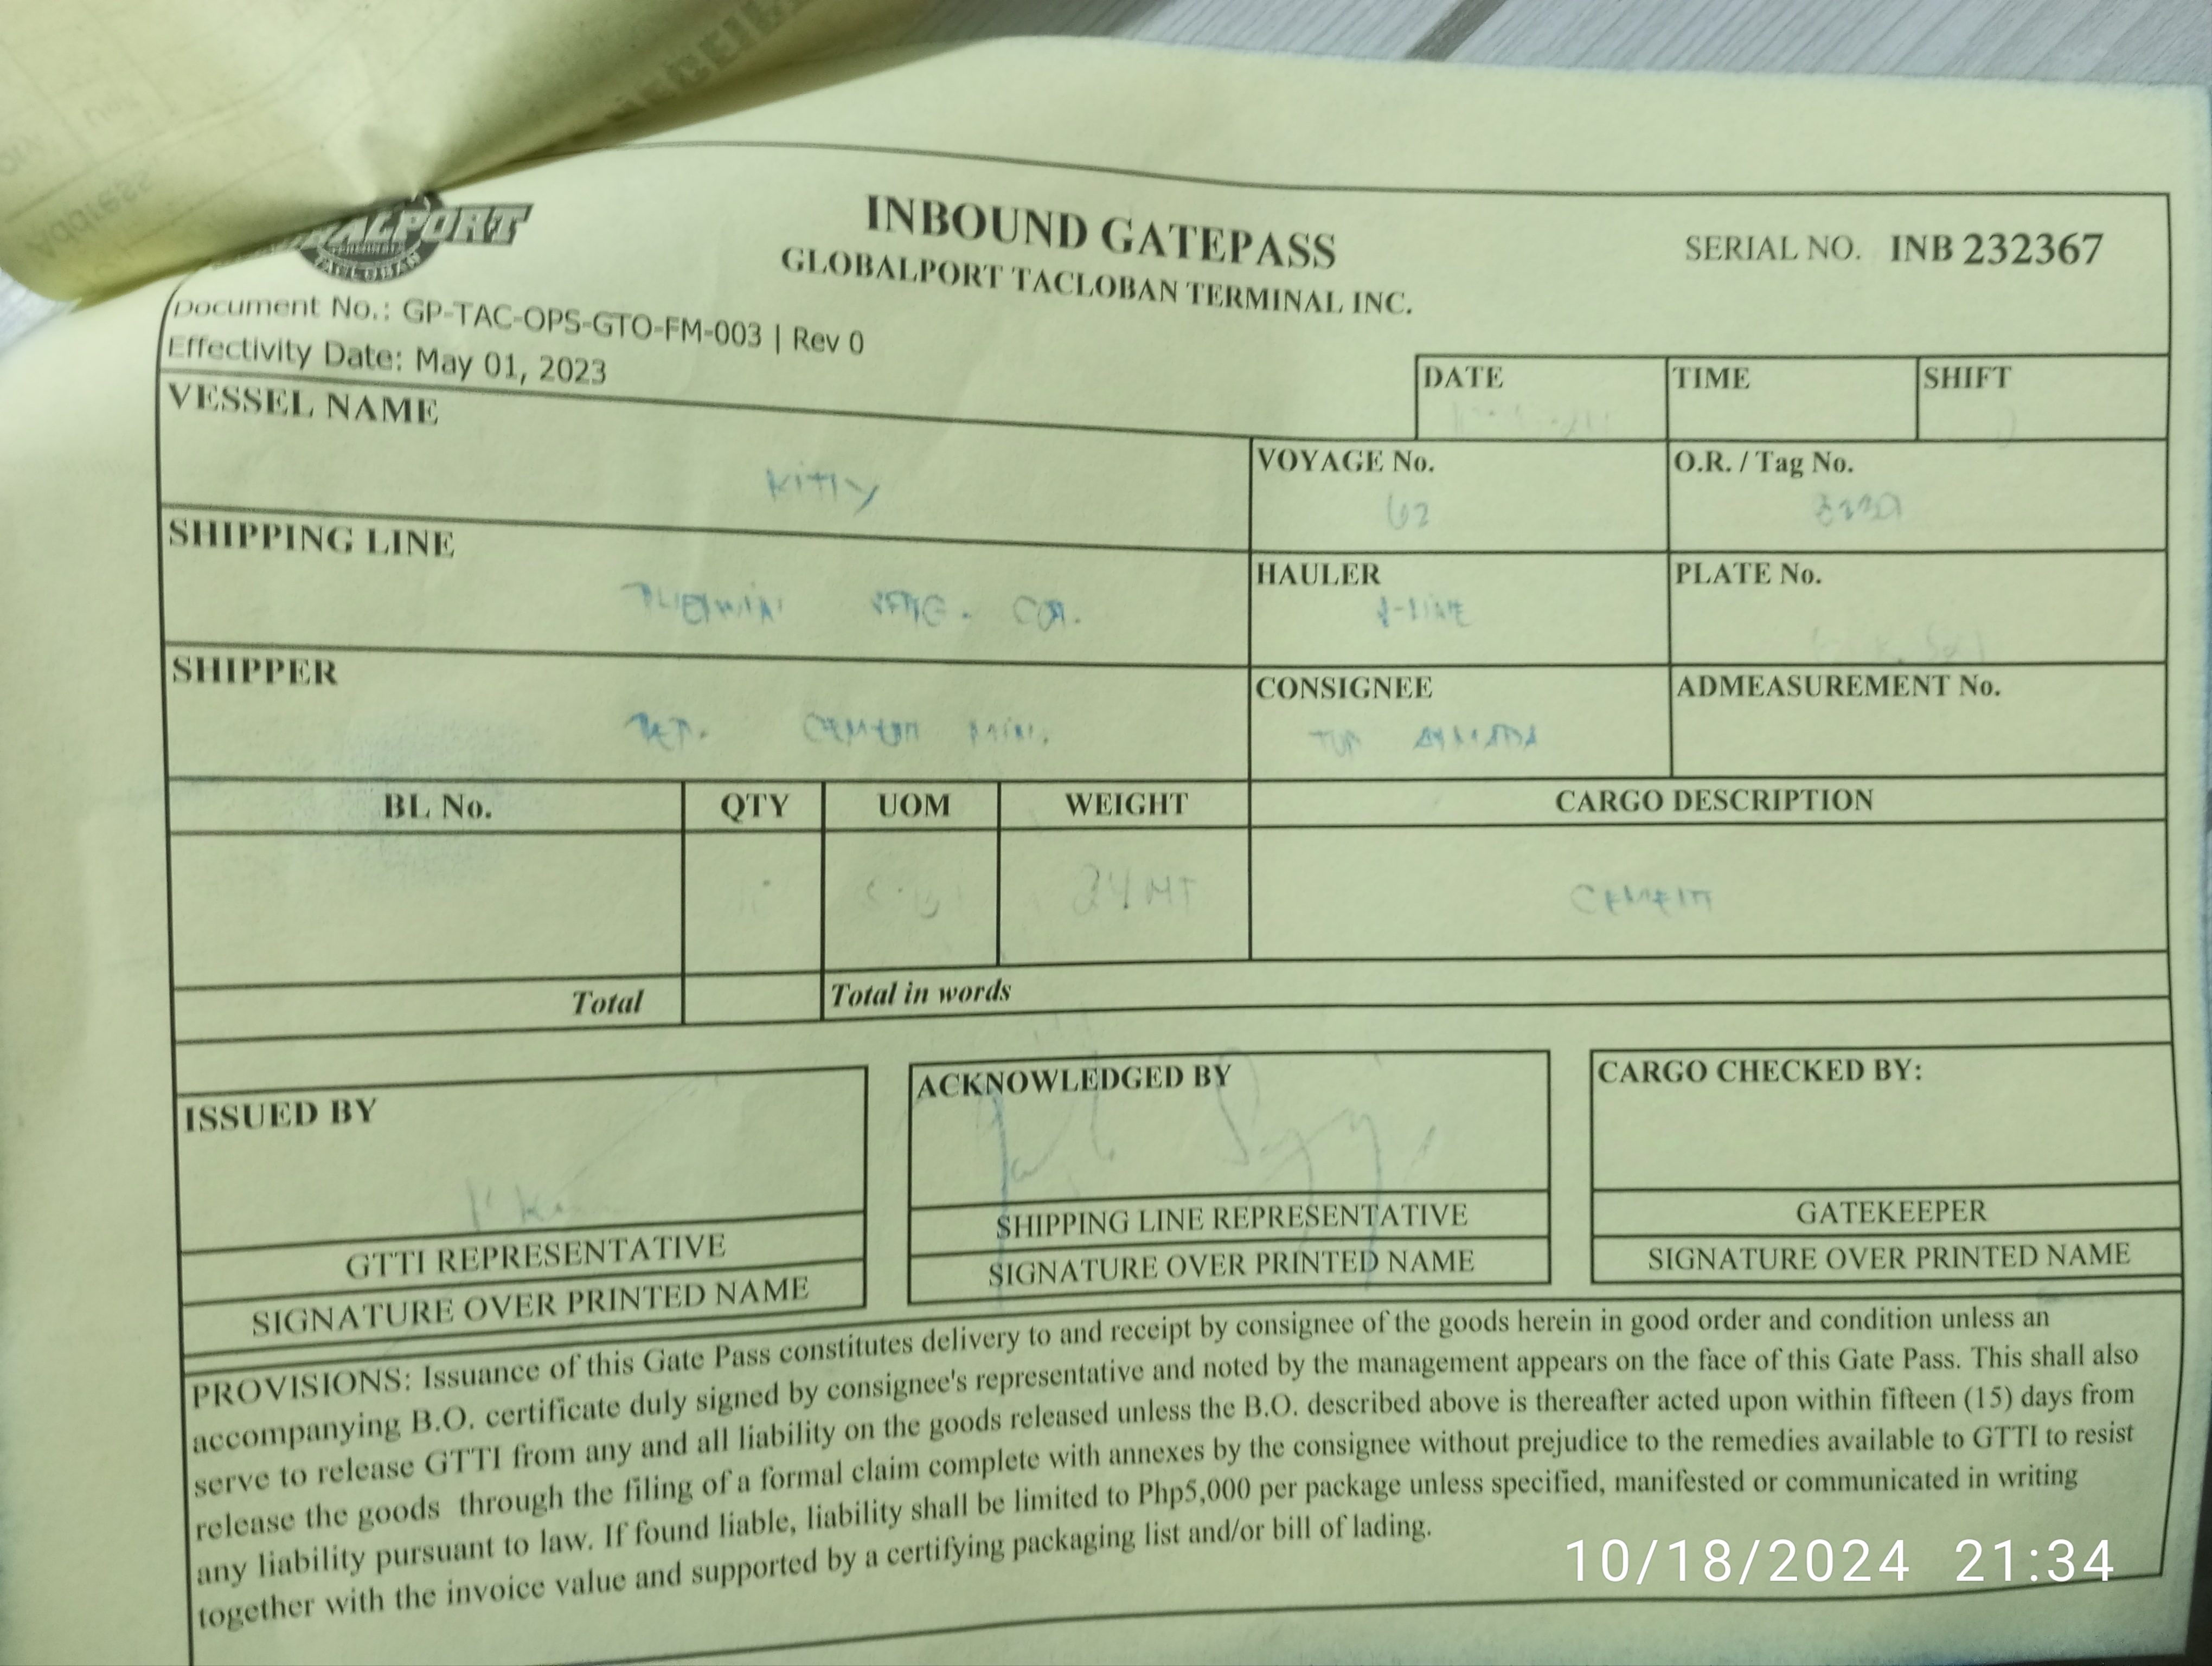 Address
INBOUND GATEPASS
GLOBALPORT TACLOBAN TERMINAL INC.
SERIAL NO. INB 232367
TACLOBAN
Document No.: GP-TAC-OPS-GTO-FM-003 | Rev 0
Effectivity Date: May 01, 2023
DATE TIME SHIFT
VESSEL NAME
Kitty
VOYAGE No.
62
O.R. / Tag No.
SHIPPING LINE
HAULER
PLATE No.
SHIPPER
CONSIGNEE
ADMEASUREMENT No.
BL No. QTY UOM WEIGHT CARGO DESCRIPTION
24 MT CEMENT
Total Total in words
ISSUED BY
ACKNOWLEDGED BY
CARGO CHECKED BY:
GTTI REPRESENTATIVE
SHIPPING LINE REPRESENTATIVE
GATEKEEPER
SIGNATURE OVER PRINTED NAME
SIGNATURE OVER PRINTED NAME
SIGNATURE OVER PRINTED NAME
PROVISIONS: Issuance of this Gate Pass constitutes delivery to and receipt by consignee of the goods herein in good order and condition unless an
accompanying B.O. certificate duly signed by consignee's representative and noted by the management appears on the face of this Gate Pass. This shall also
serve to release GTTI from any and all liability on the goods released unless the B.O. described above is thereafter acted upon within fifteen (15) days from
release the goods through the filing of a formal claim complete with annexes by the consignee without prejudice to the remedies available to GTTI to resist
any liability pursuant to law. If found liable, liability shall be limited to Php5,000 per package unless specified, manifested or communicated in writing
together with the invoice value and supported by a certifying packaging list and/or bill of lading.
10/18/2024 21:34